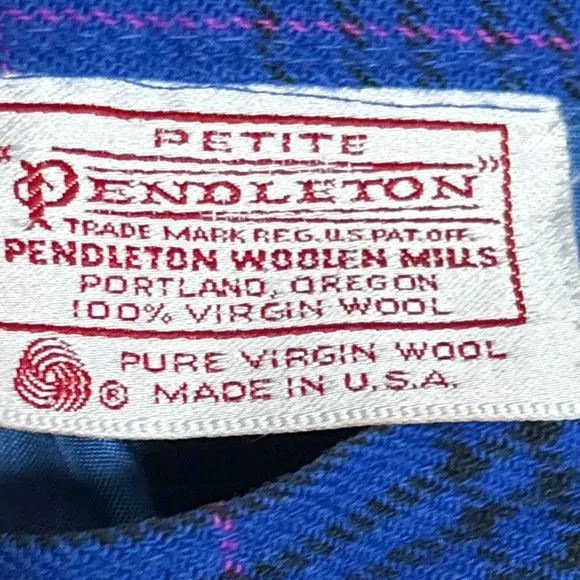 PETITE
"PENDLETON"
TRADE MARK REG. U.S. PAT. OFF.
PENDLETON WOOLEN MILLS
PORTLAND, OREGON
100% VIRGIN WOOL
PURE VIRGIN WOOL
® MADE IN U.S.A.